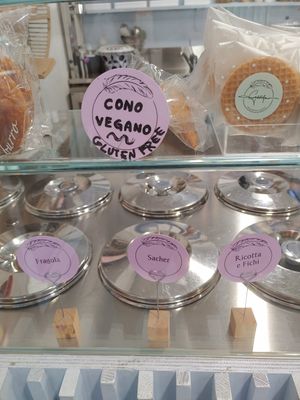 CONO
VEGANO
GLUTEN FREE
Fragola
Sacher
Ricotta
e Fichi